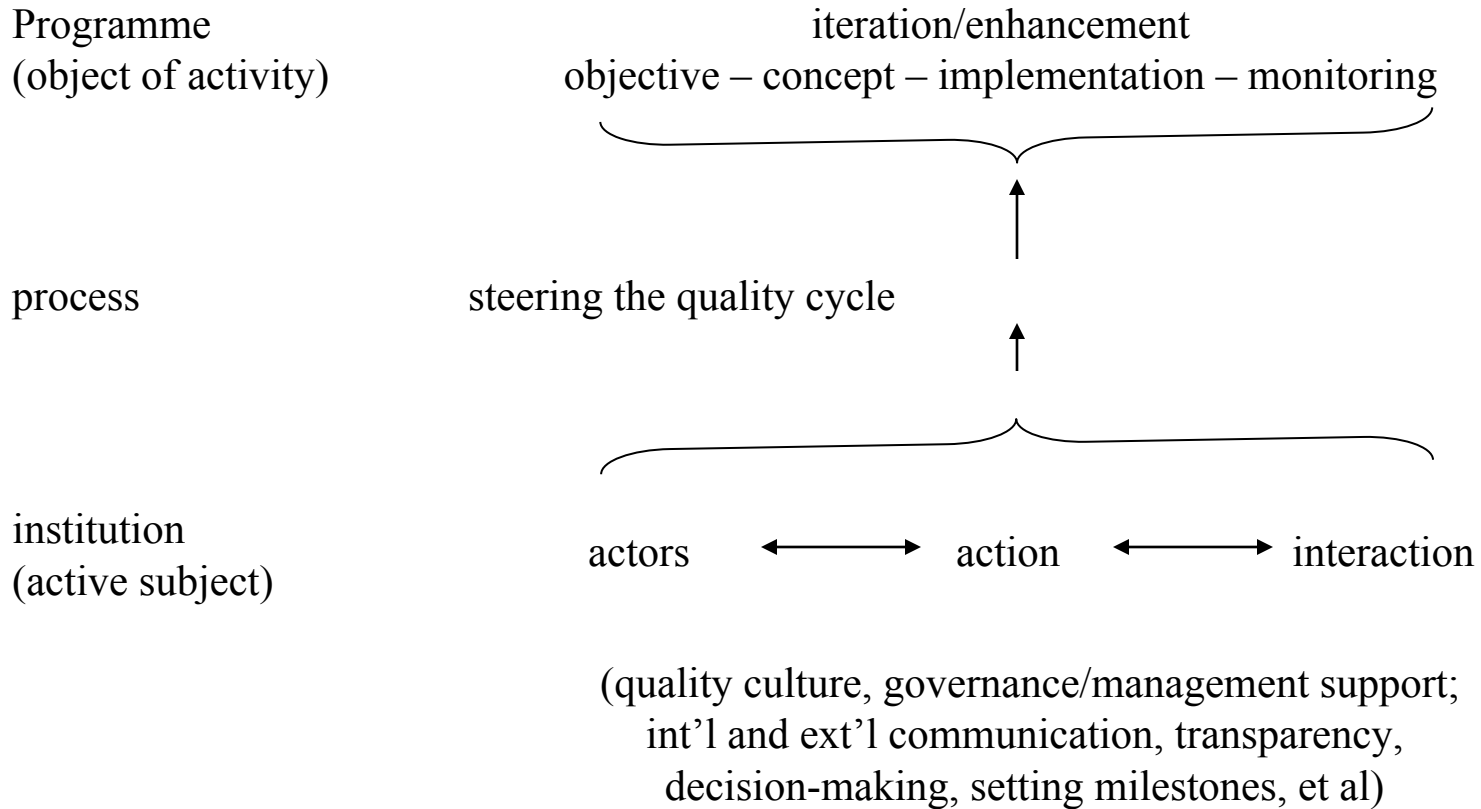 Programme
(object of activity)
iteration/enhancement
objective – concept – implementation – monitoring
process
steering the quality cycle
institution
(active subject)
actors
action
interaction
(quality culture, governance/management support;
int’l and ext’l communication, transparency,
decision-making, setting milestones, et al)